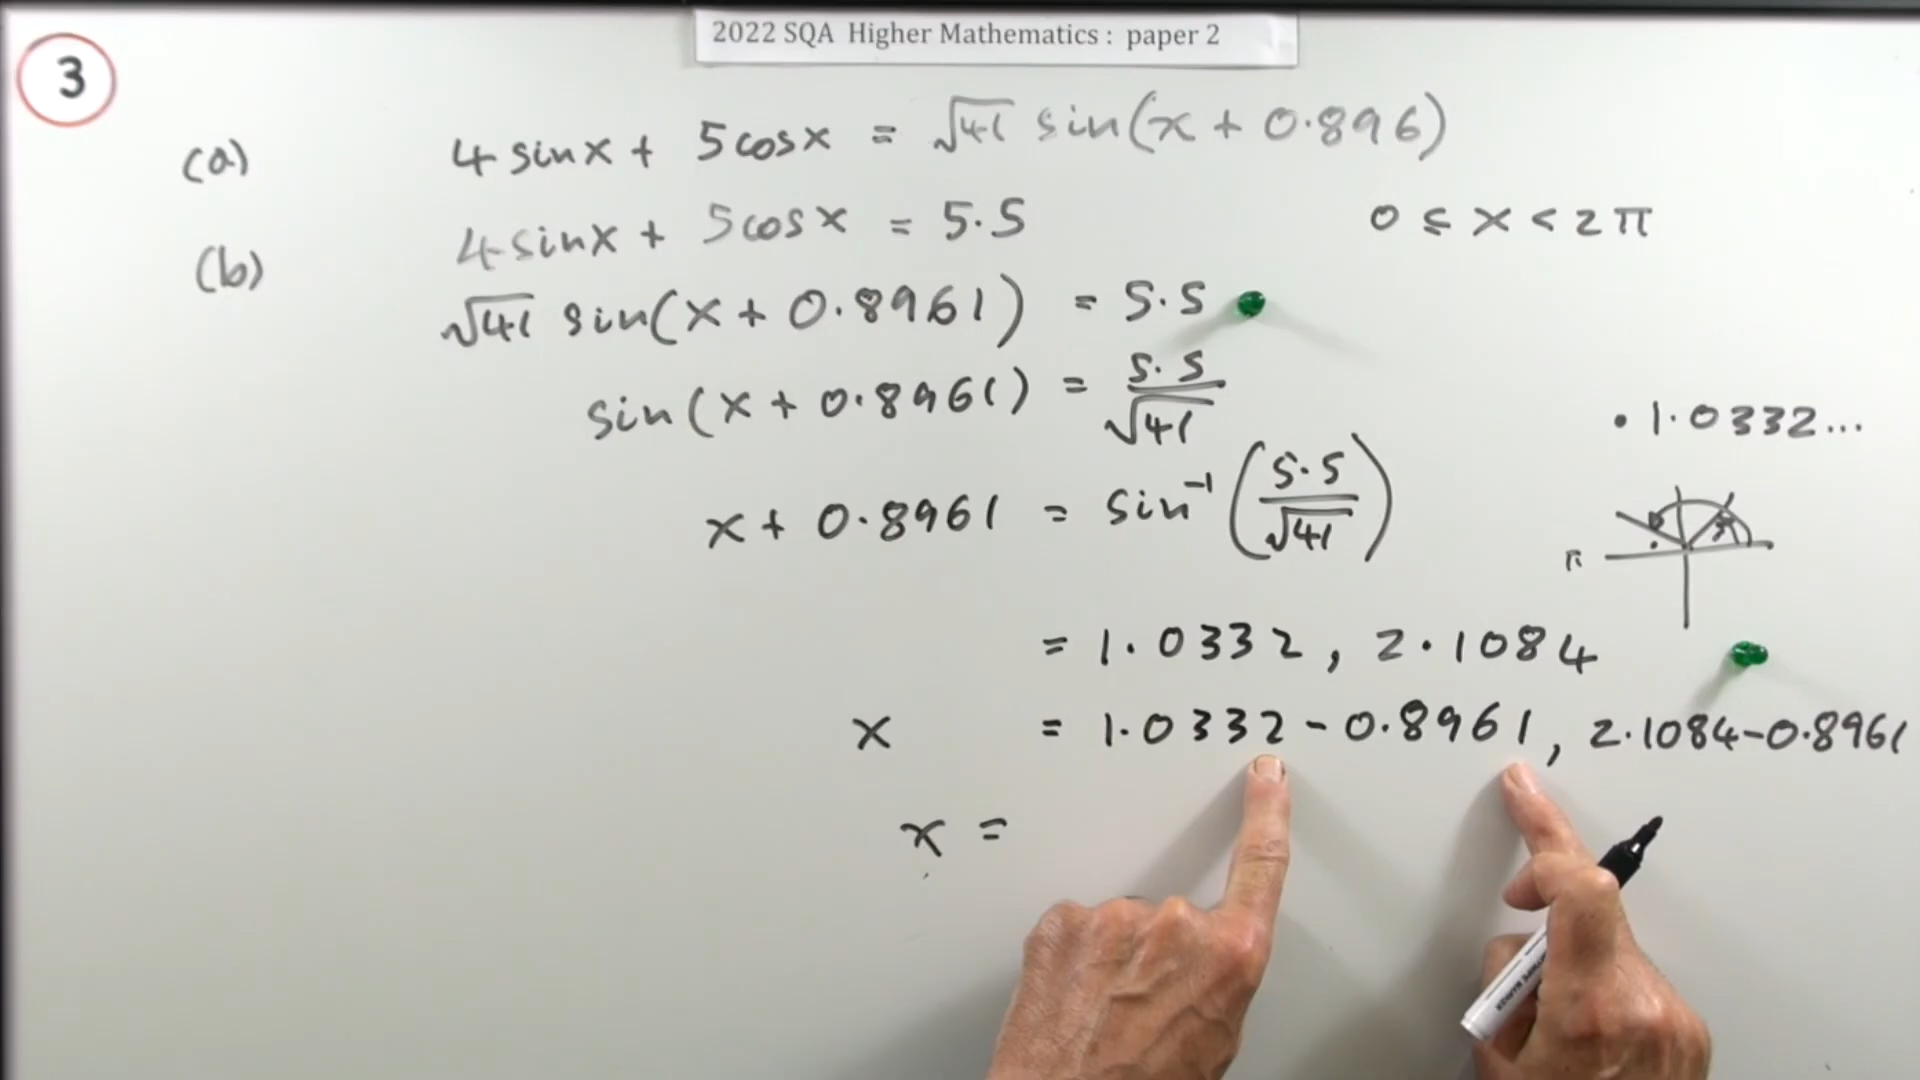 2022 SQA Higher Mathematics : paper 2
3
(a) 4 sinx + 5cosx = √41 sin(x + 0.896)
(b) 4sinx + 5cosx = 5.5 0 ≤ x < 2π
√41 sin(x + 0.8961) = 5.5
sin(x + 0.8961) = 5.5/√41
• 1.0332...
x + 0.8961 = sin⁻¹(5.5/√41)
π
= 1.0332, 2.1084
x = 1.0332 - 0.8961, 2.1084-0.8961
x =